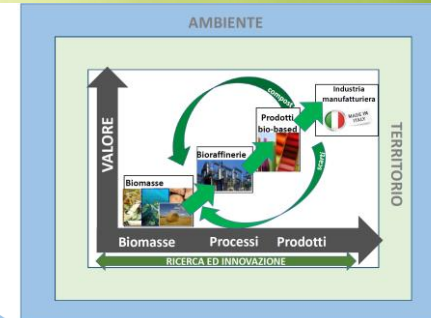 AMBIENTE
TERRITORIO
VALORE
Industria
manufatturiera
MADE IN
ITALY
compost
Prodotti
bio-based
Bioraffinerie
scarti
Biomasse
Biomasse Processi Prodotti
RICERCA ED INNOVAZIONE